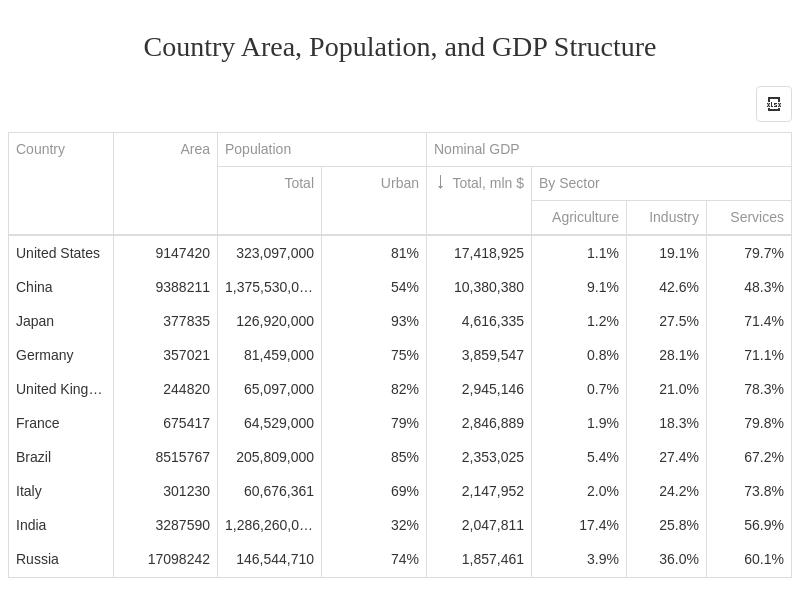 Country Area, Population, and GDP Structure
XLSX
Country Area Population Nominal GDP
Total Urban ↓ Total, mln $ By Sector
Agriculture Industry Services
United States 9147420 323,097,000 81% 17,418,925 1.1% 19.1% 79.7%
China 9388211 1,375,530,0... 54% 10,380,380 9.1% 42.6% 48.3%
Japan 377835 126,920,000 93% 4,616,335 1.2% 27.5% 71.4%
Germany 357021 81,459,000 75% 3,859,547 0.8% 28.1% 71.1%
United King... 244820 65,097,000 82% 2,945,146 0.7% 21.0% 78.3%
France 675417 64,529,000 79% 2,846,889 1.9% 18.3% 79.8%
Brazil 8515767 205,809,000 85% 2,353,025 5.4% 27.4% 67.2%
Italy 301230 60,676,361 69% 2,147,952 2.0% 24.2% 73.8%
India 3287590 1,286,260,0... 32% 2,047,811 17.4% 25.8% 56.9%
Russia 17098242 146,544,710 74% 1,857,461 3.9% 36.0% 60.1%